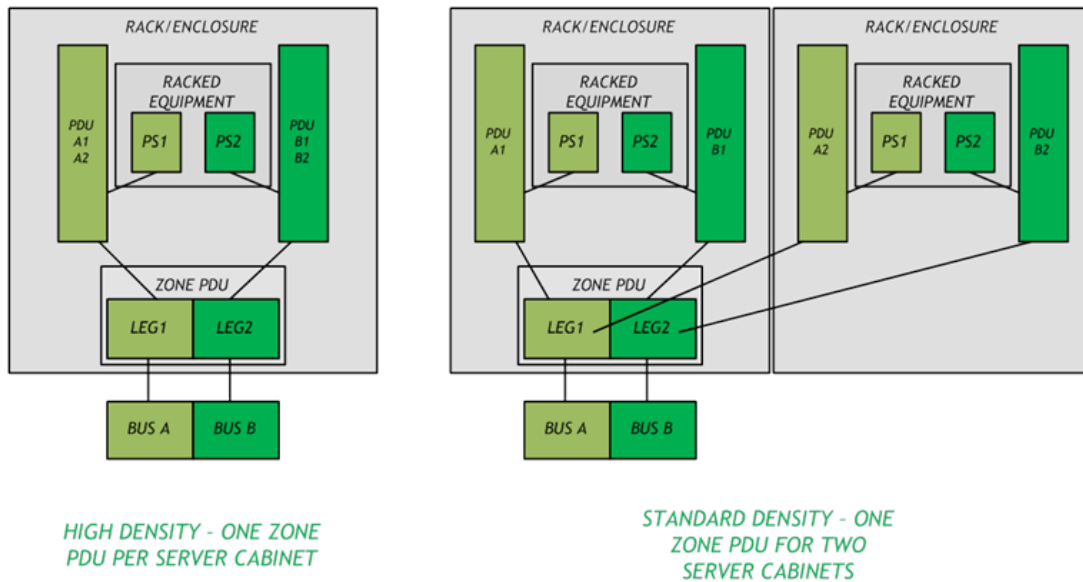 RACK/ENCLOSURE
RACKED
EQUIPMENT
PDU
A1
A2
PS1
PS2
PDU
B1
B2
ZONE PDU
LEG1
LEG2
BUS A
BUS B
HIGH DENSITY - ONE ZONE
PDU PER SERVER CABINET
RACK/ENCLOSURE
RACKED
EQUIPMENT
PDU
A1
PS1
PS2
PDU
B1
ZONE PDU
LEG1
LEG2
BUS A
BUS B
RACK/ENCLOSURE
RACKED
EQUIPMENT
PDU
A2
PS1
PS2
PDU
B2
STANDARD DENSITY - ONE
ZONE PDU FOR TWO
SERVER CABINETS